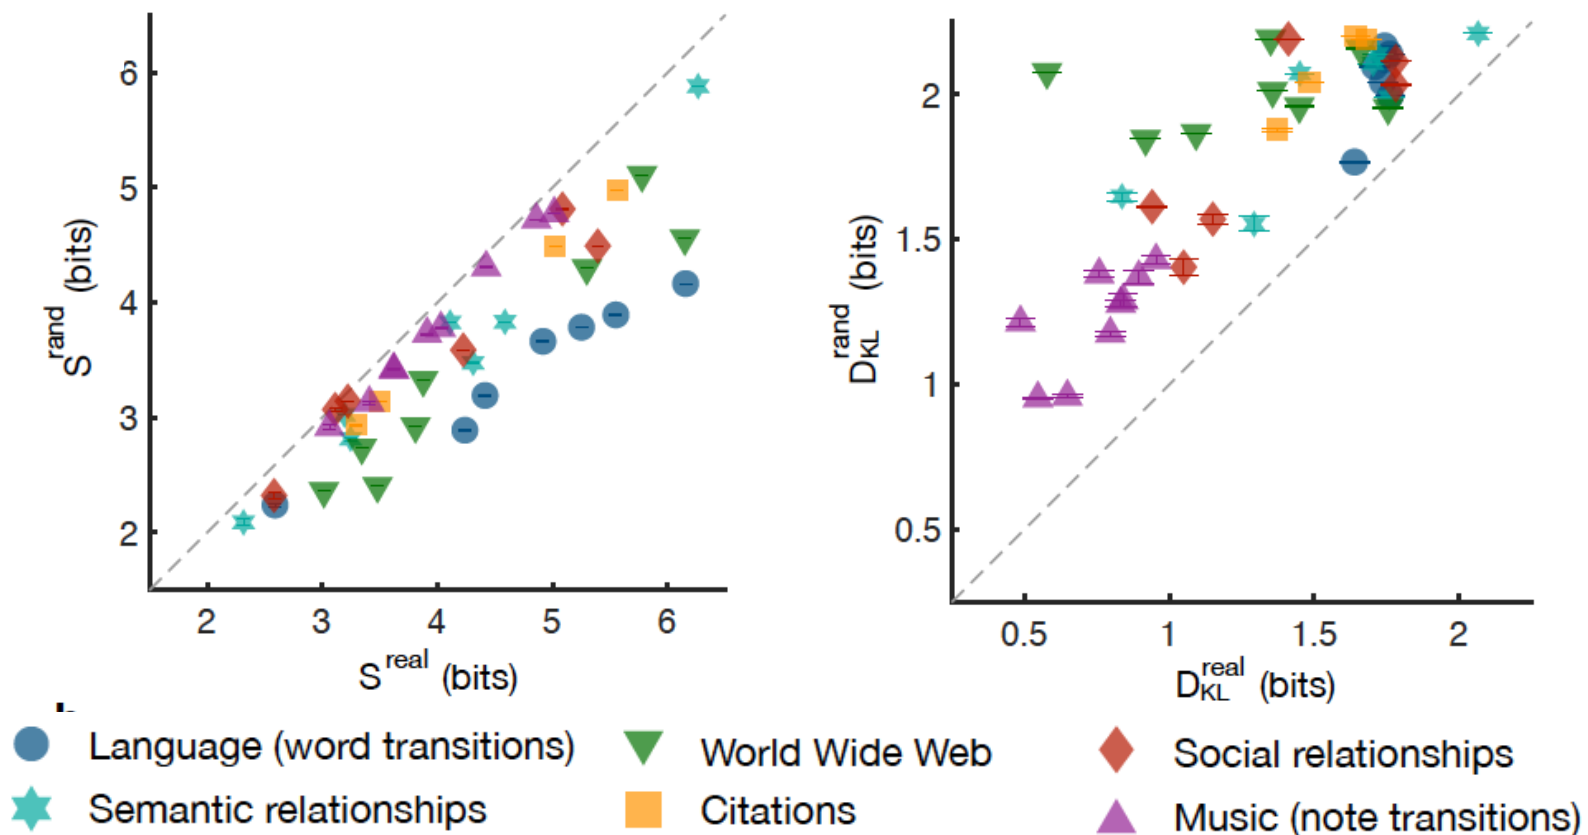 6
5
4
3
2
S^rand (bits)
2 3 4 5 6
S^real (bits)
2
1.5
1
0.5
D_KL^rand (bits)
0.5 1 1.5 2
D_KL^real (bits)
Language (word transitions)
World Wide Web
Social relationships
Semantic relationships
Citations
Music (note transitions)